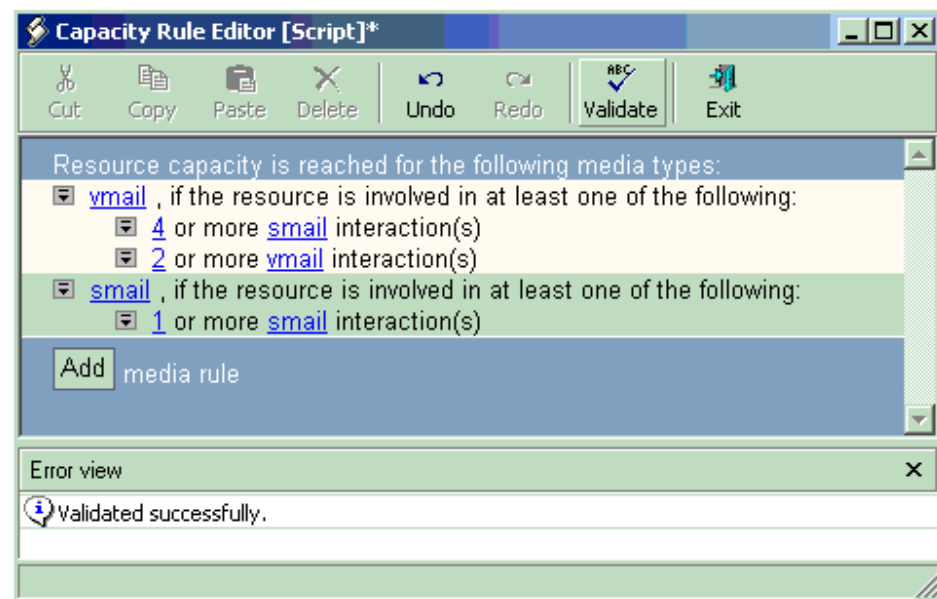 Capacity Rule Editor [Script]*
Cut Copy Paste Delete Undo Redo ABC Validate Exit
Resource capacity is reached for the following media types:
vmail , if the resource is involved in at least one of the following:
4 or more smail interaction(s)
2 or more vmail interaction(s)
smail , if the resource is involved in at least one of the following:
1 or more smail interaction(s)
Add media rule
Error view
Validated successfully.